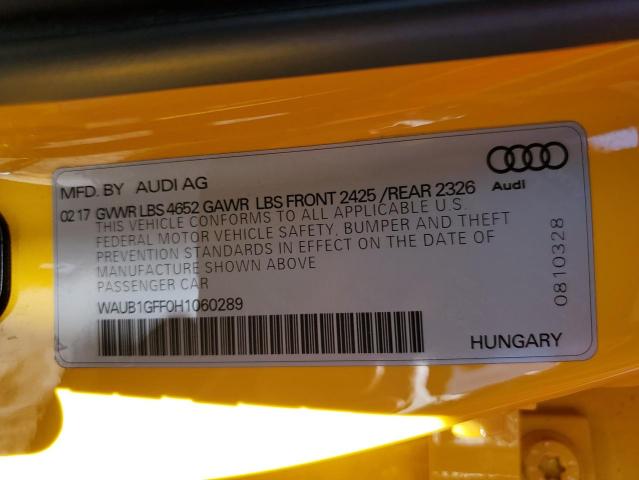 MFD. BY AUDI AG
Audi
02 17 GVWR LBS 4652 GAWR LBS FRONT 2425 /REAR 2326
THIS VEHICLE CONFORMS TO ALL APPLICABLE U.S.
FEDERAL MOTOR VEHICLE SAFETY, BUMPER AND THEFT
PREVENTION STANDARDS IN EFFECT ON THE DATE OF
MANUFACTURE SHOWN ABOVE
PASSENGER CAR
WAUB1GFF0H1060289
HUNGARY
0810328